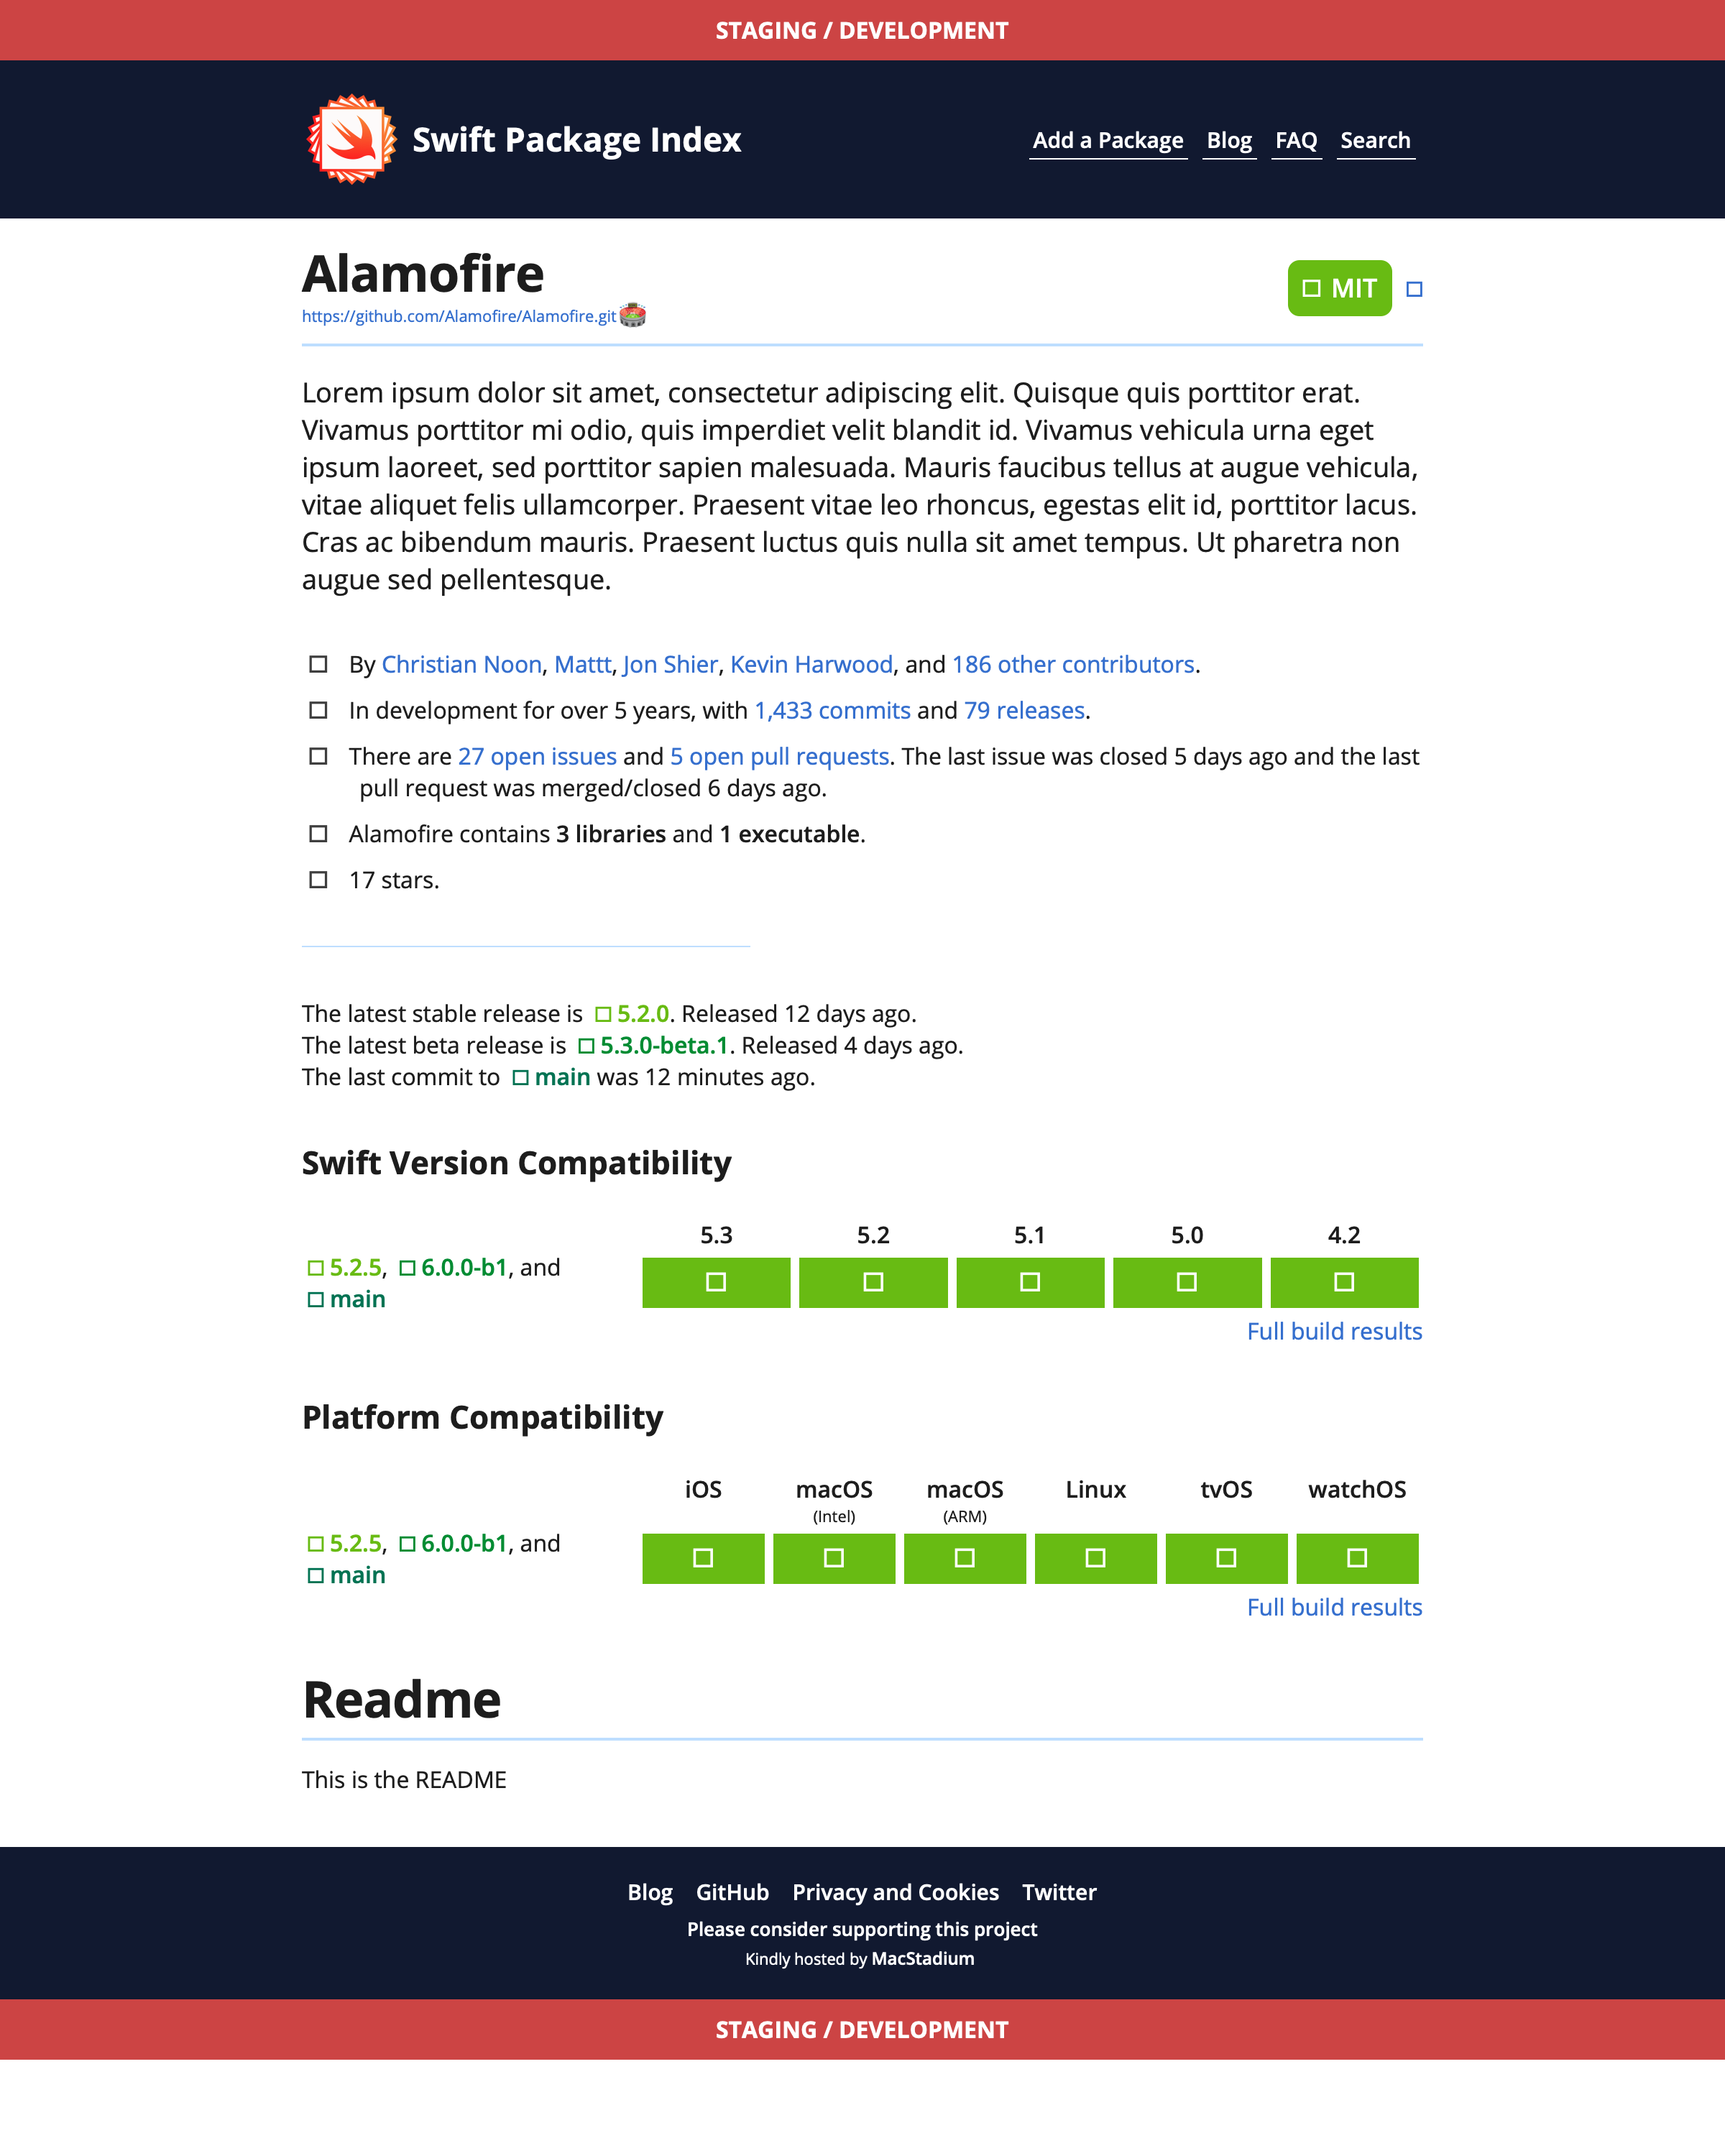 STAGING / DEVELOPMENT
Swift Package Index
Add a Package Blog FAQ Search
Alamofire
MIT
https://github.com/Alamofire/Alamofire.git
Lorem ipsum dolor sit amet, consectetur adipiscing elit. Quisque quis porttitor erat.
Vivamus porttitor mi odio, quis imperdiet velit blandit id. Vivamus vehicula urna eget
ipsum laoreet, sed porttitor sapien malesuada. Mauris faucibus tellus at augue vehicula,
vitae aliquet felis ullamcorper. Praesent vitae leo rhoncus, egestas elit id, porttitor lacus.
Cras ac bibendum mauris. Praesent luctus quis nulla sit amet tempus. Ut pharetra non
augue sed pellentesque.
By Christian Noon, Mattt, Jon Shier, Kevin Harwood, and 186 other contributors.
In development for over 5 years, with 1,433 commits and 79 releases.
There are 27 open issues and 5 open pull requests. The last issue was closed 5 days ago and the last
pull request was merged/closed 6 days ago.
Alamofire contains 3 libraries and 1 executable.
17 stars.
The latest stable release is 5.2.0. Released 12 days ago.
The latest beta release is 5.3.0-beta.1. Released 4 days ago.
The last commit to main was 12 minutes ago.
Swift Version Compatibility
5.3 5.2 5.1 5.0 4.2
5.2.5, 6.0.0-b1, and
main
Full build results
Platform Compatibility
iOS macOS macOS Linux tvOS watchOS
(Intel) (ARM)
5.2.5, 6.0.0-b1, and
main
Full build results
Readme
This is the README
Blog GitHub Privacy and Cookies Twitter
Please consider supporting this project
Kindly hosted by MacStadium
STAGING / DEVELOPMENT